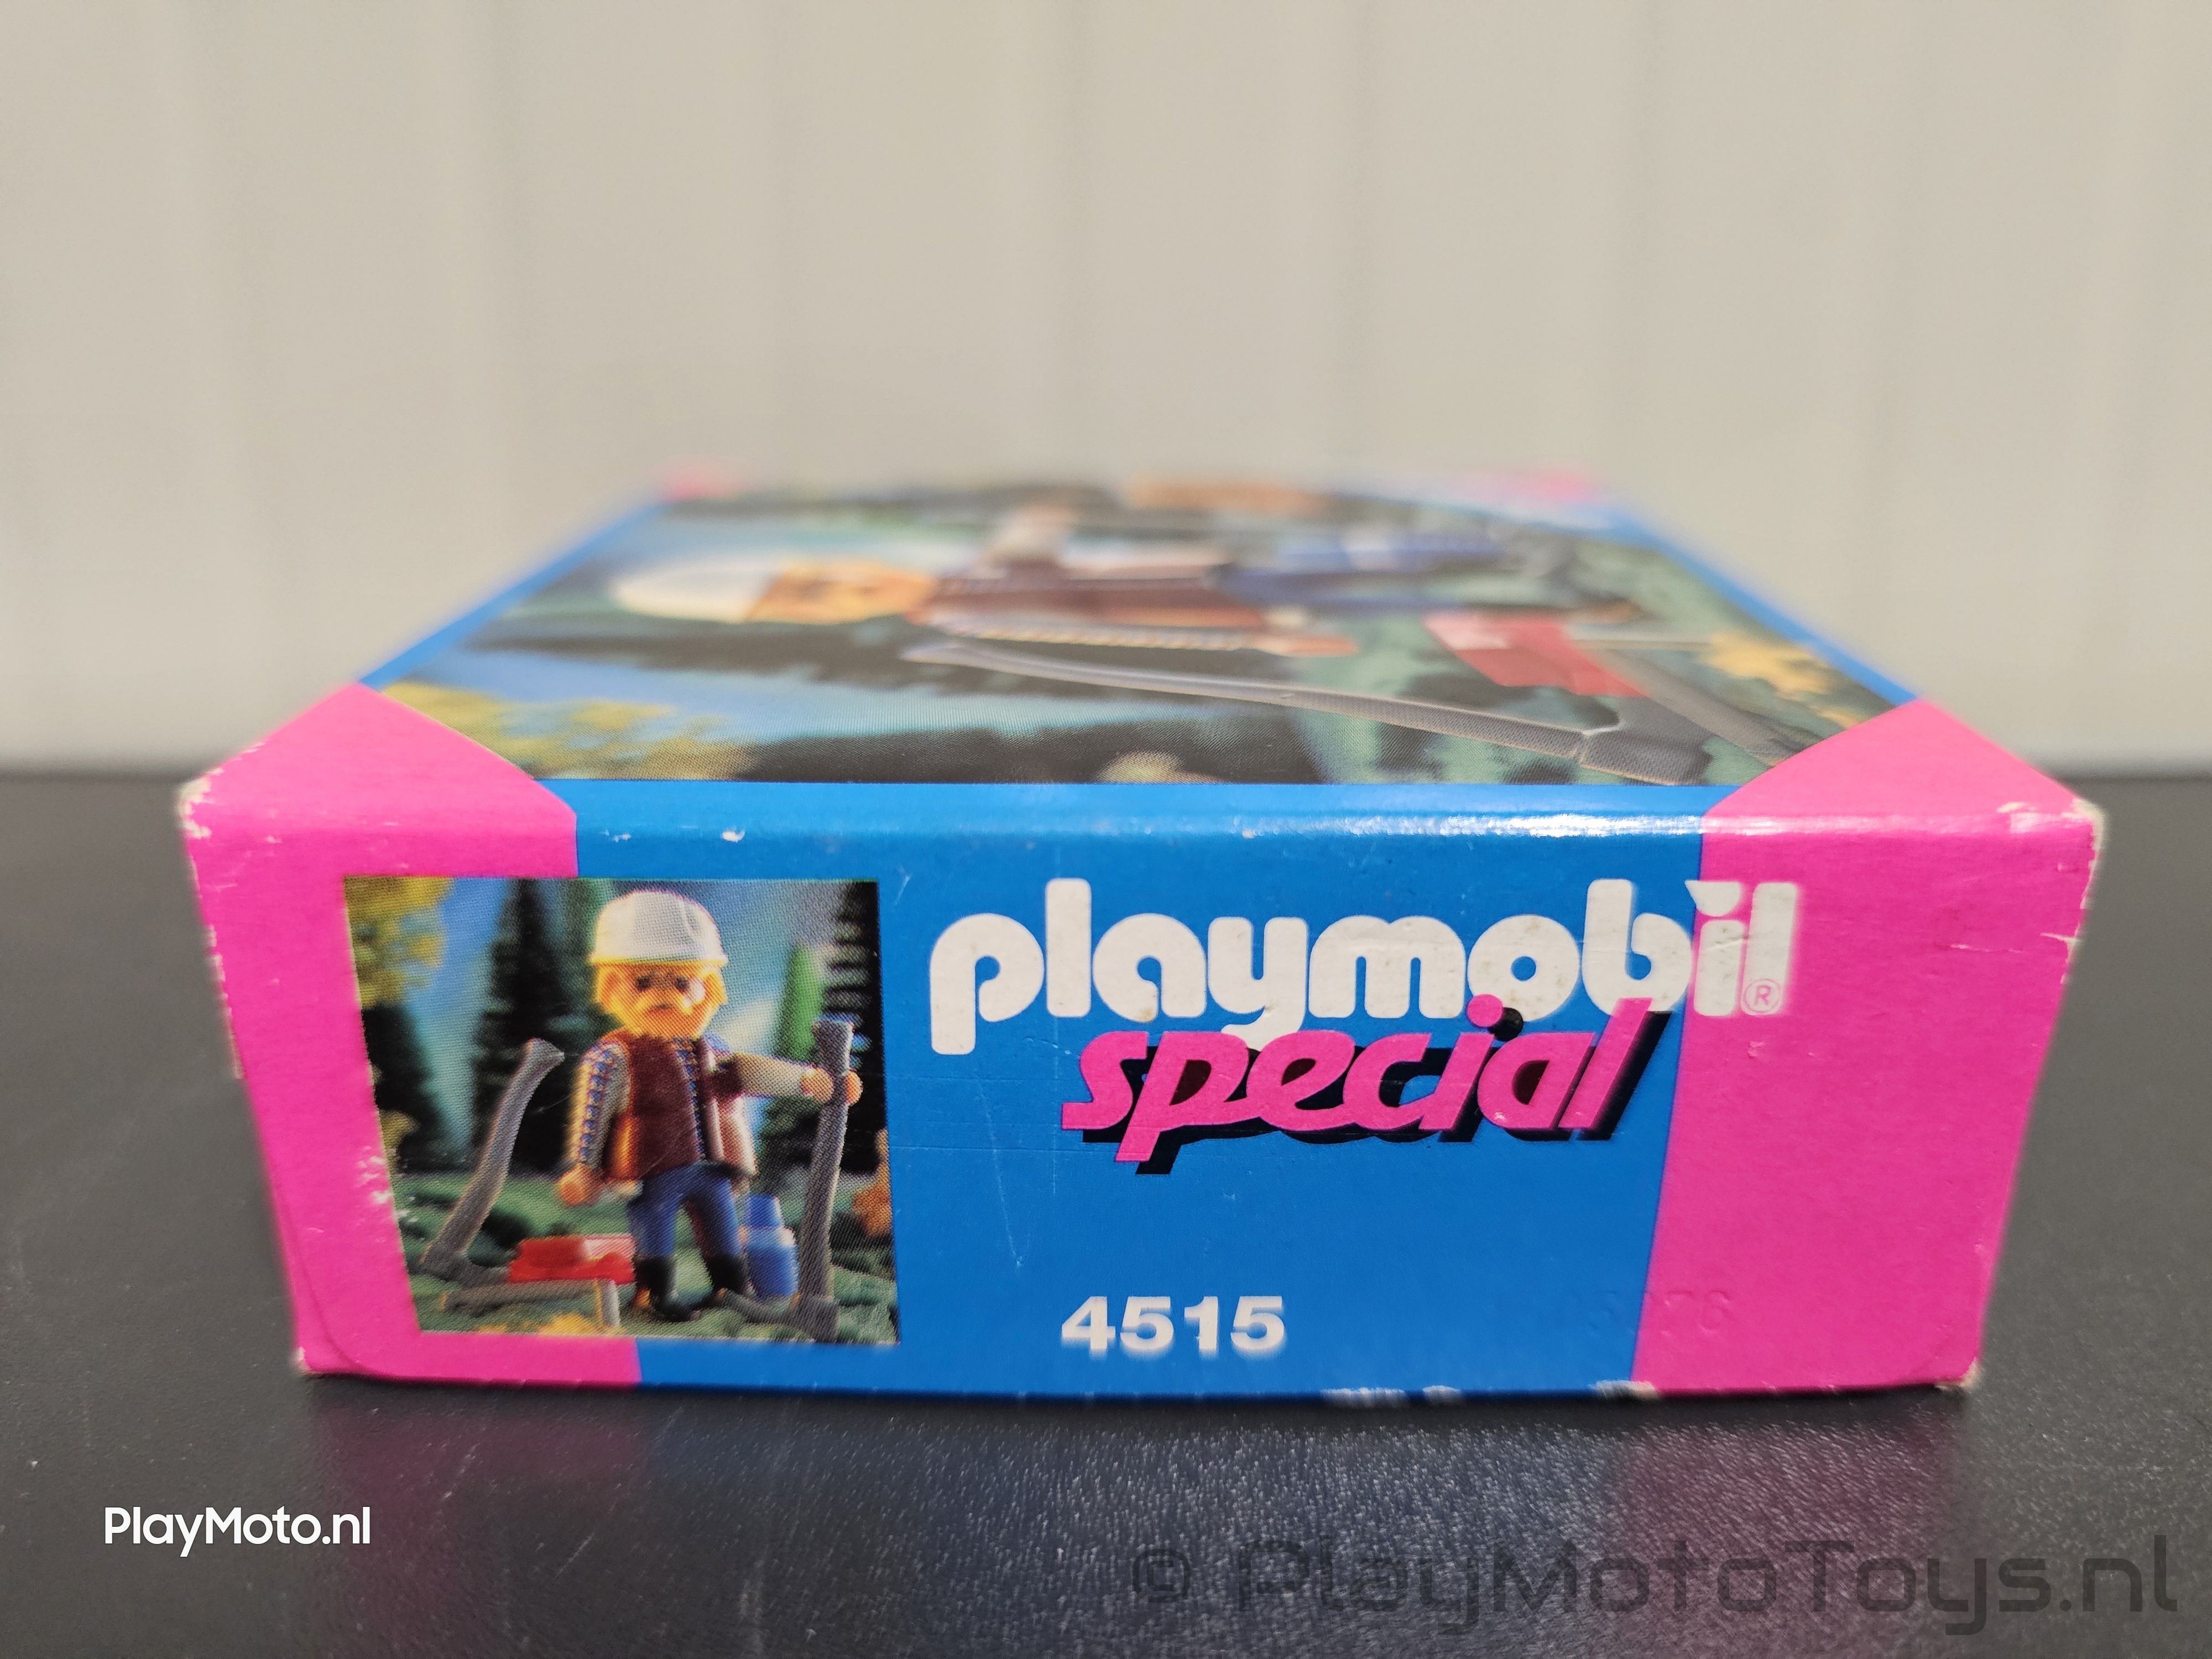 playmobil®
special
4515
PlayMoto.nl
© PlayMotoToys.nl